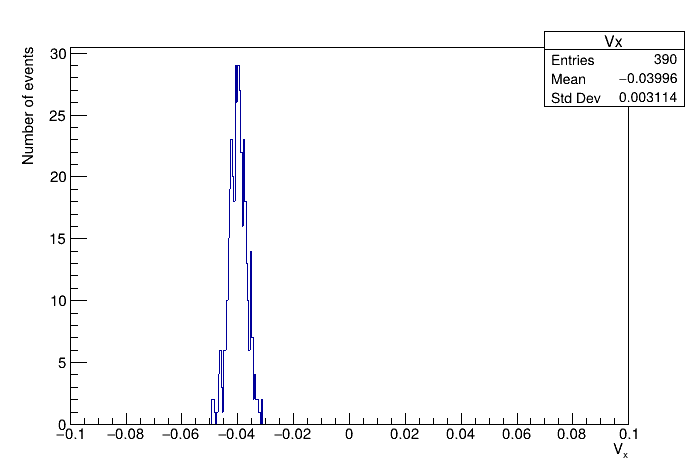 Vx
Entries 390
Mean −0.03996
Std Dev 0.003114
Number of events
30
25
20
15
10
5
0
−0.1 −0.08 −0.06 −0.04 −0.02 0 0.02 0.04 0.06 0.08 0.1
Vx